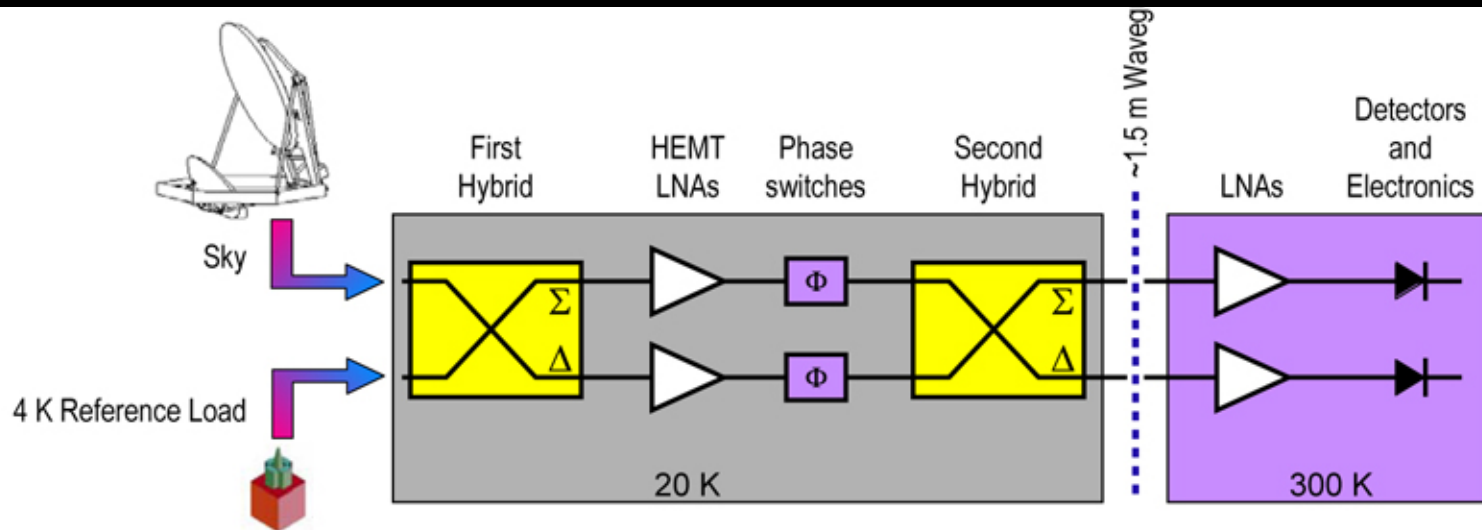 First
Hybrid
HEMT
LNAs
Phase
switches
Second
Hybrid
~1.5 m Waveg
LNAs
Detectors
and
Electronics
Sky
4 K Reference Load
Σ
Δ
Φ
Φ
Σ
Δ
20 K
300 K